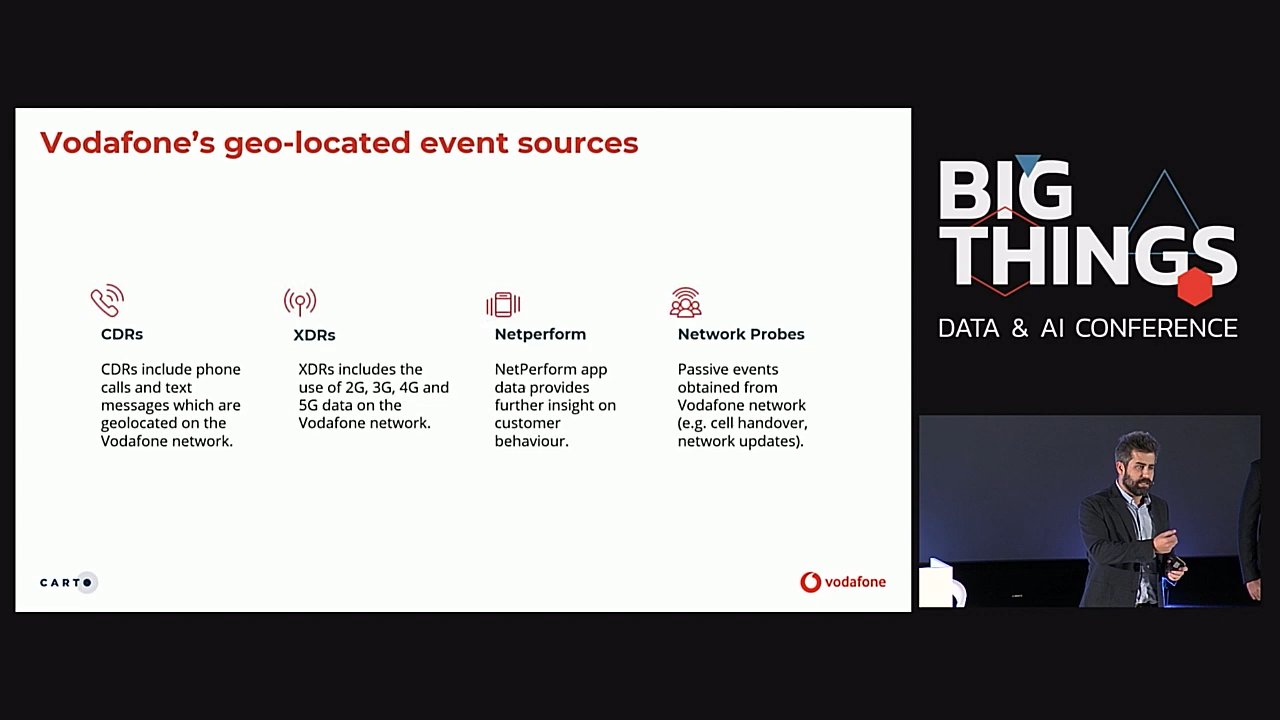 Vodafone’s geo-located event sources
CDRs
CDRs include phone
calls and text
messages which are
geolocated on the
Vodafone network.
XDRs
XDRs includes the
use of 2G, 3G, 4G and
5G data on the
Vodafone network.
Netperform
NetPerform app
data provides
further insight on
customer
behaviour.
Network Probes
Passive events
obtained from
Vodafone network
(e.g. cell handover,
network updates).
CARTO
vodafone
BIG
THINGS
DATA & AI CONFERENCE